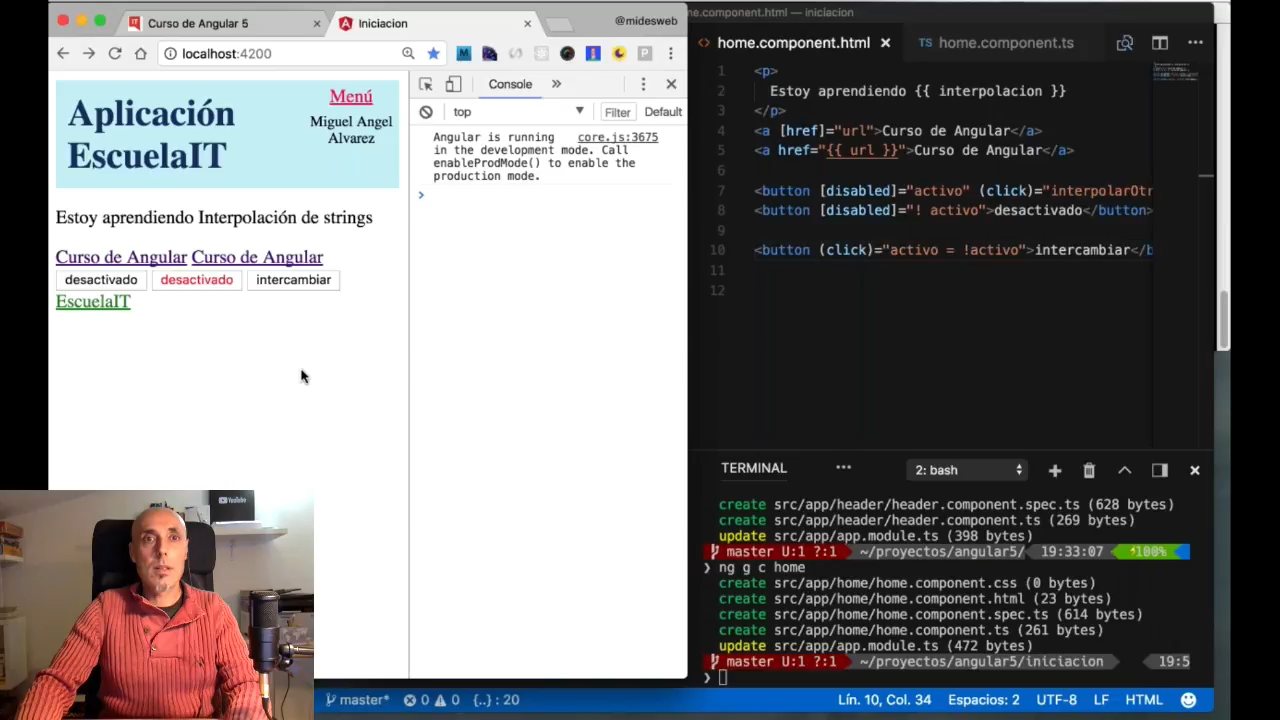 Curso de Angular 5
Iniciacion
@midesweb
localhost:4200
Aplicación
EscuelaIT
Menú
Miguel Angel
Alvarez
Estoy aprendiendo Interpolación de strings
Curso de Angular Curso de Angular
desactivado desactivado intercambiar
EscuelaIT
Console
top
Filter
Default
Angular is running core.js:3675
in the development mode. Call
enableProdMode() to enable the
production mode.
me.component.html — iniciacion
home.component.html
TS home.component.ts
1 <p>
2 Estoy aprendiendo {{ interpolacion }}
3 </p>
4 <a [href]="url">Curso de Angular</a>
5 <a href="{{ url }}">Curso de Angular</a>
6
7 <button [disabled]="activo" (click)="interpolarOtr
8 <button [disabled]="! activo">desactivado</button>
9
10 <button (click)="activo = !activo">intercambiar</b
11
12
TERMINAL
2: bash
create src/app/header/header.component.spec.ts (628 bytes)
create src/app/header/header.component.ts (269 bytes)
update src/app.module.ts (398 bytes)
master U:1 ?:1 ~/proyectos/angular5/ 19:33:07 100%
❯ ng g c home
create src/app/home/home.component.css (0 bytes)
create src/app/home/home.component.html (23 bytes)
create src/app/home/home.component.spec.ts (614 bytes)
create src/app/home/home.component.ts (261 bytes)
update src/app/app.module.ts (472 bytes)
master U:1 ?:1 ~/proyectos/angular5/iniciacion 19:5
❯
master* 0 0 {..} : 20
Lín. 10, Col. 34 Espacios: 2 UTF-8 LF HTML
YouTube